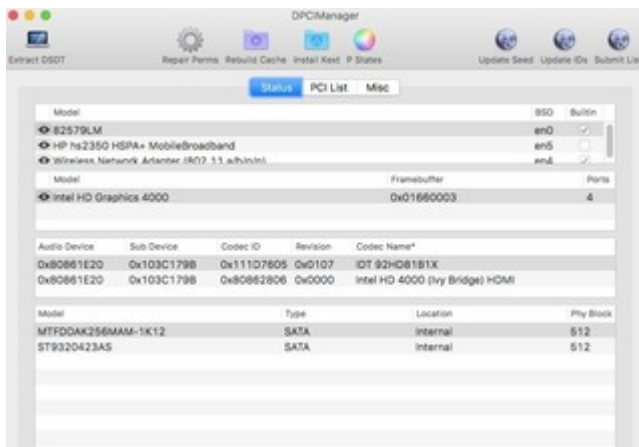 DPCIManager
Extract DSDT Repair Perms Rebuild Cache Install Kext P States Update Seed Update IDs Submit List
Status PCI List Misc
Model BSD Builtin
82579LM en0
HP hs2350 HSPA+ MobileBroadband en5
Wireless Network Adapter (802.11 a/b/g/n) en4
Model Framebuffer Ports
Intel HD Graphics 4000 0x01660003 4
Audio Device Sub Device Codec ID Revision Codec Name*
0x80861E20 0x103C179B 0x111D7605 0x0107 IDT 92HD81B1X
0x80861E20 0x103C179B 0x80862806 0x0000 Intel HD 4000 (Ivy Bridge) HDMI
Model Type Location Phy Block
MTFDDAK256MAM-1K12 SATA Internal 512
ST9320423AS SATA Internal 512